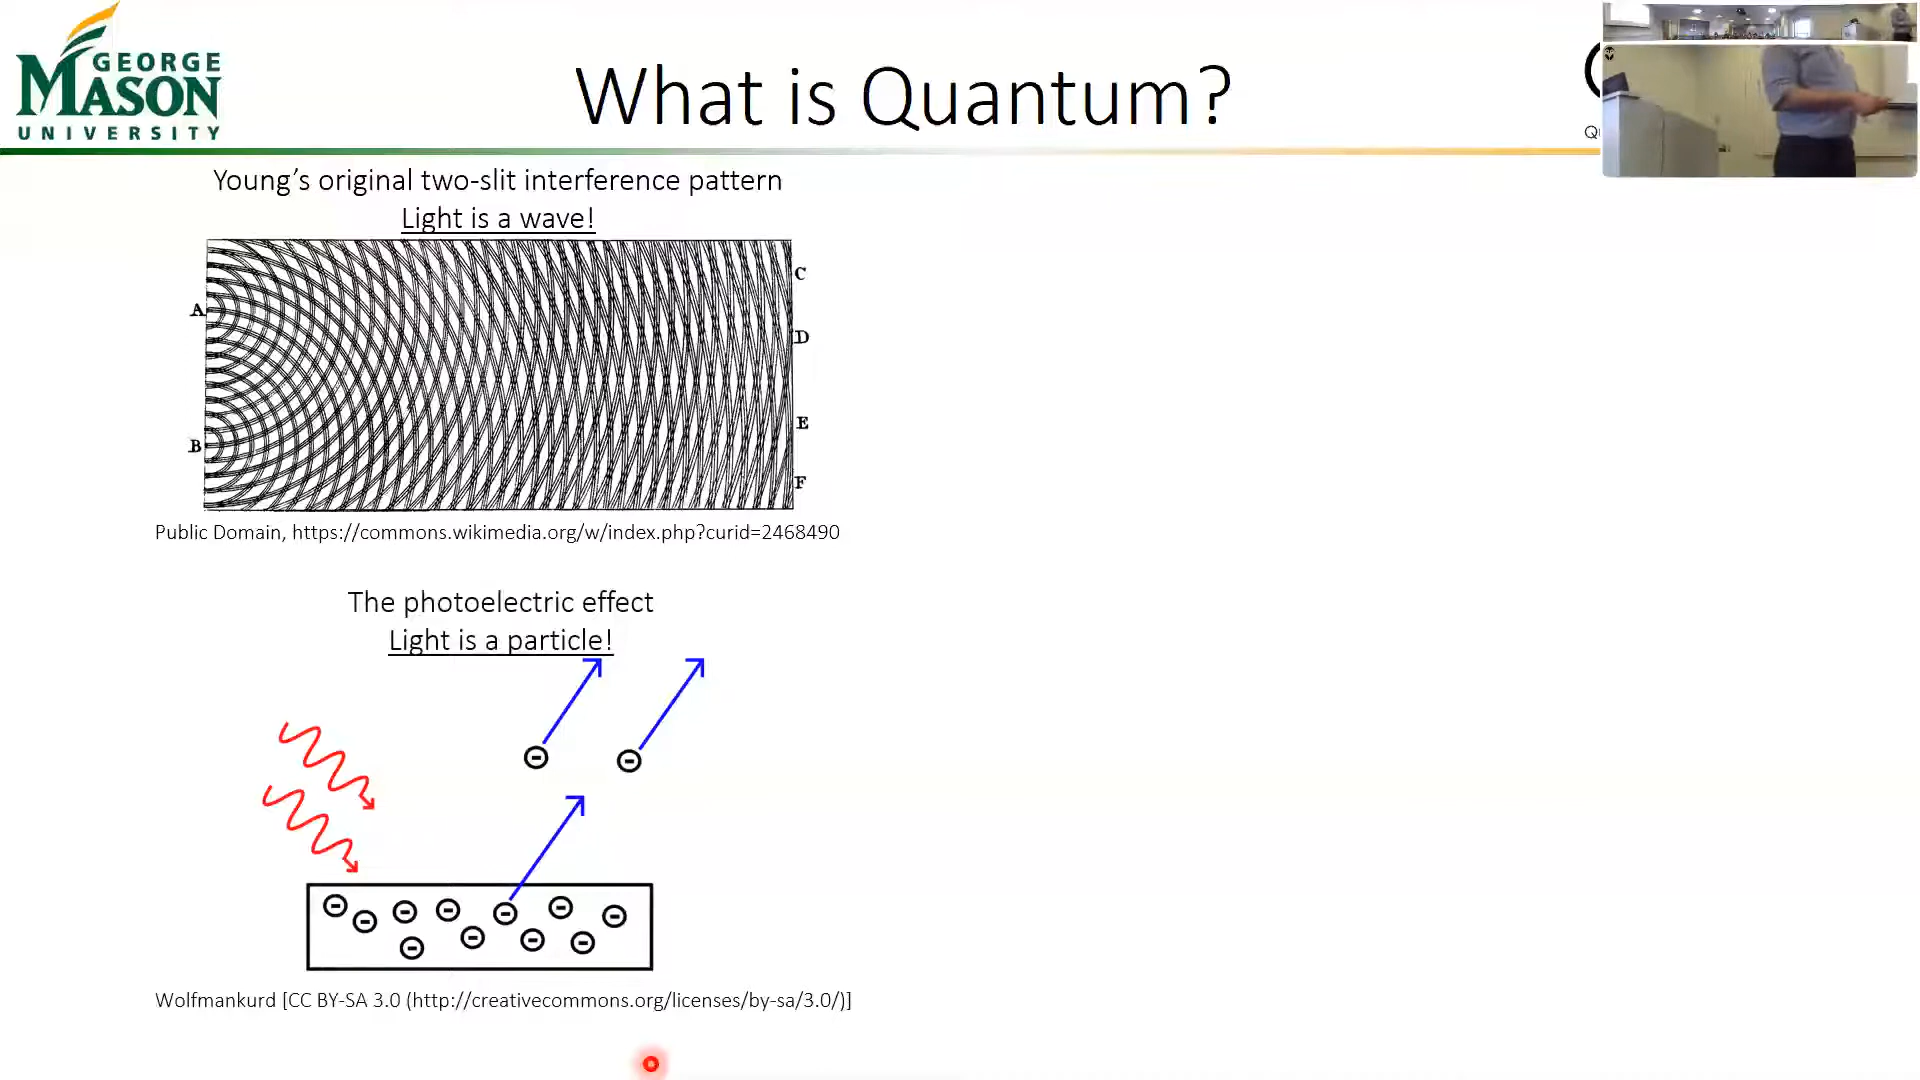 GEORGE
MASON
UNIVERSITY
What is Quantum?
Young’s original two-slit interference pattern
Light is a wave!
A
B
C
D
E
F
Public Domain, https://commons.wikimedia.org/w/index.php?curid=2468490
The photoelectric effect
Light is a particle!
Wolfmankurd [CC BY-SA 3.0 (http://creativecommons.org/licenses/by-sa/3.0/)]